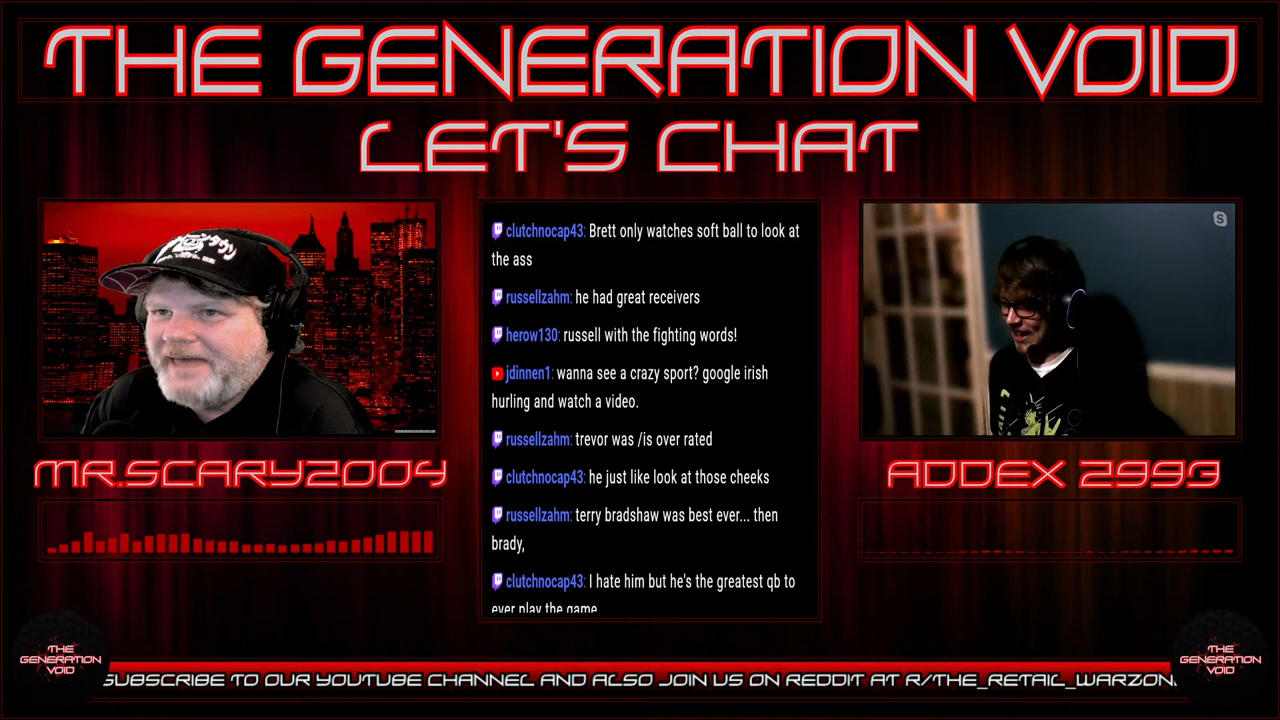 THE GENERATION VOID
LET'S CHAT
clutchnocap43: Brett only watches soft ball to look at
the ass
russellzahm: he had great receivers
herow130: russell with the fighting words!
jdinnen1: wanna see a crazy sport? google irish
hurling and watch a video.
russellzahm: trevor was /is over rated
clutchnocap43: he just like look at those cheeks
russellzahm: terry bradshaw was best ever... then
brady,
clutchnocap43: I hate him but he's the greatest qb to
ever play the game
MR.SCARY2004
ADDEX 2993
THE
GENERATION
VOID
SUBSCRIBE TO OUR YOUTUBE CHANNEL AND ALSO JOIN US ON REDDIT AT R/THE_RETAIL_WARZON
THE
GENERATION
VOID